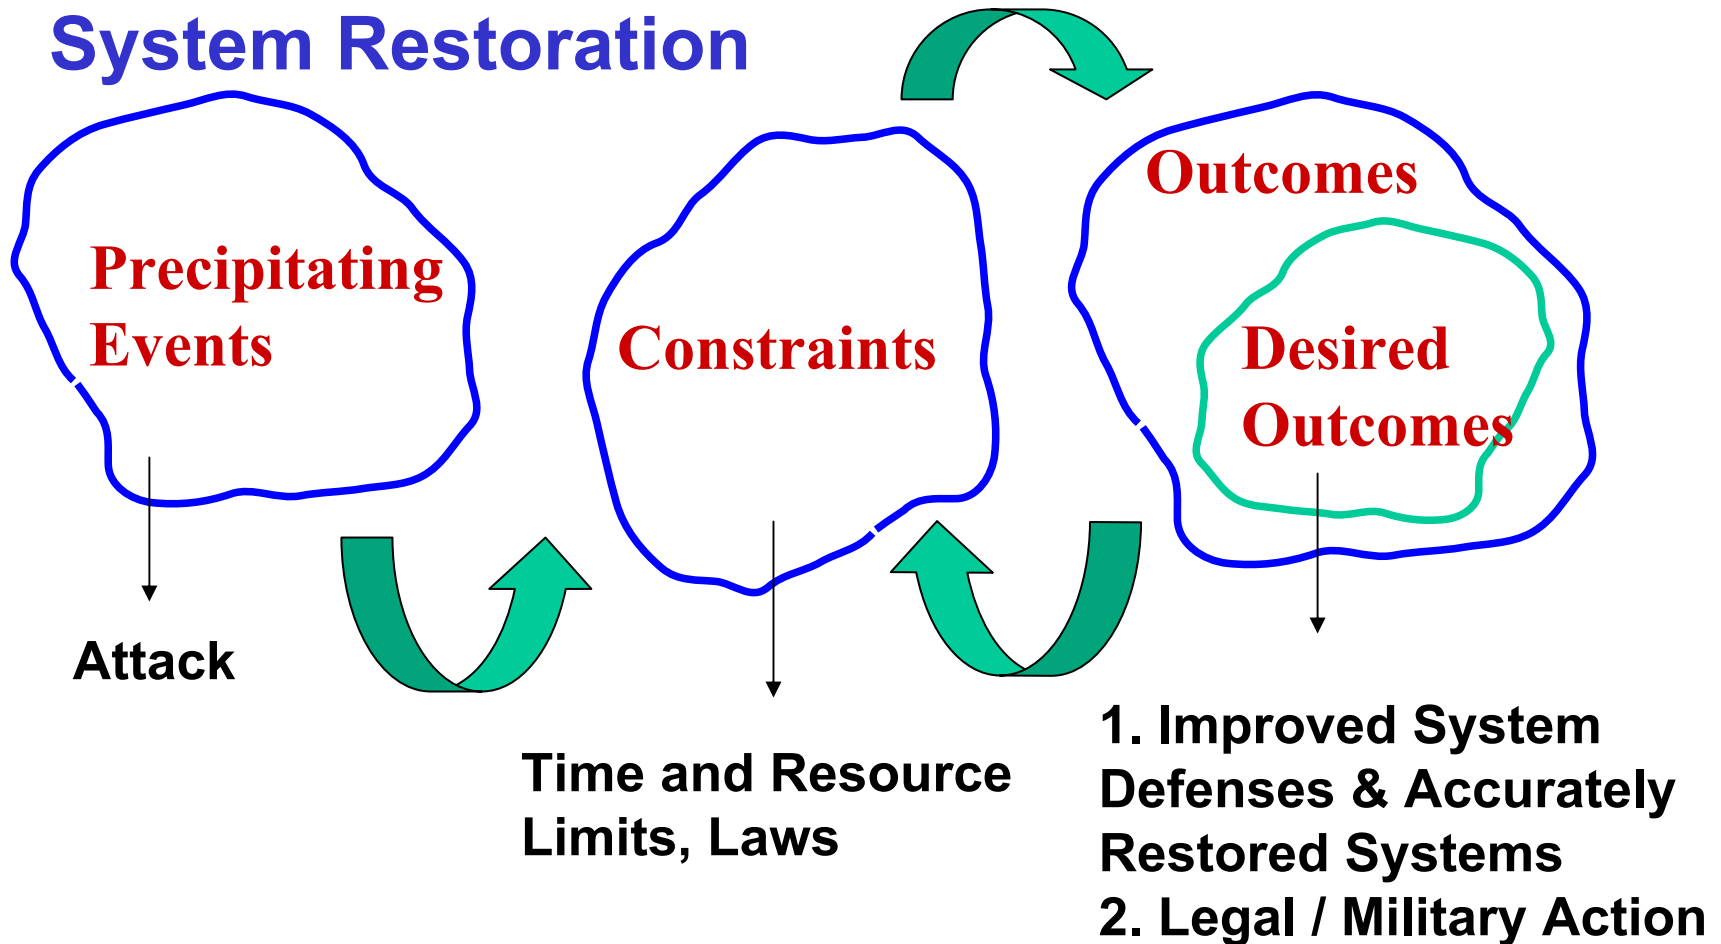 System Restoration
Precipitating
Events
Constraints
Outcomes
Desired
Outcomes
Attack
Time and Resource
Limits, Laws
1. Improved System
Defenses & Accurately
Restored Systems
2. Legal / Military Action